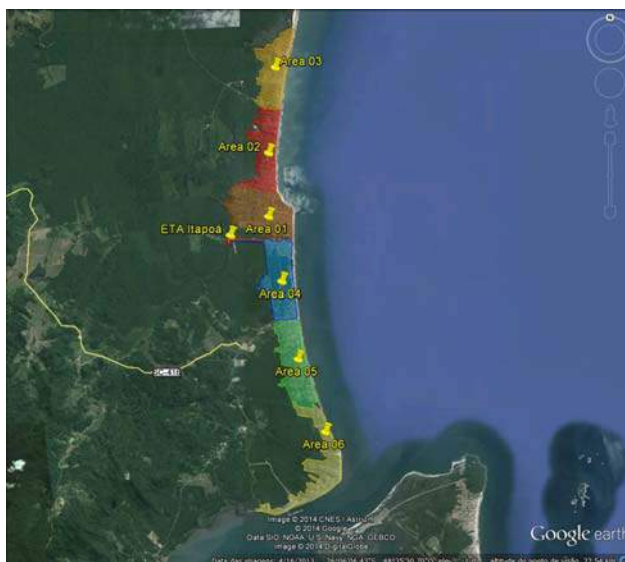 Area 03
Area 02
ETA Itapoá
Area 01
Area 04
Area 05
SC-416
Area 06
Image © 2014 CNES / Astrium
© 2014 Google
Data SIO, NOAA, U.S. Navy, NGA, GEBCO
Image © 2014 DigitalGlobe
Google earth